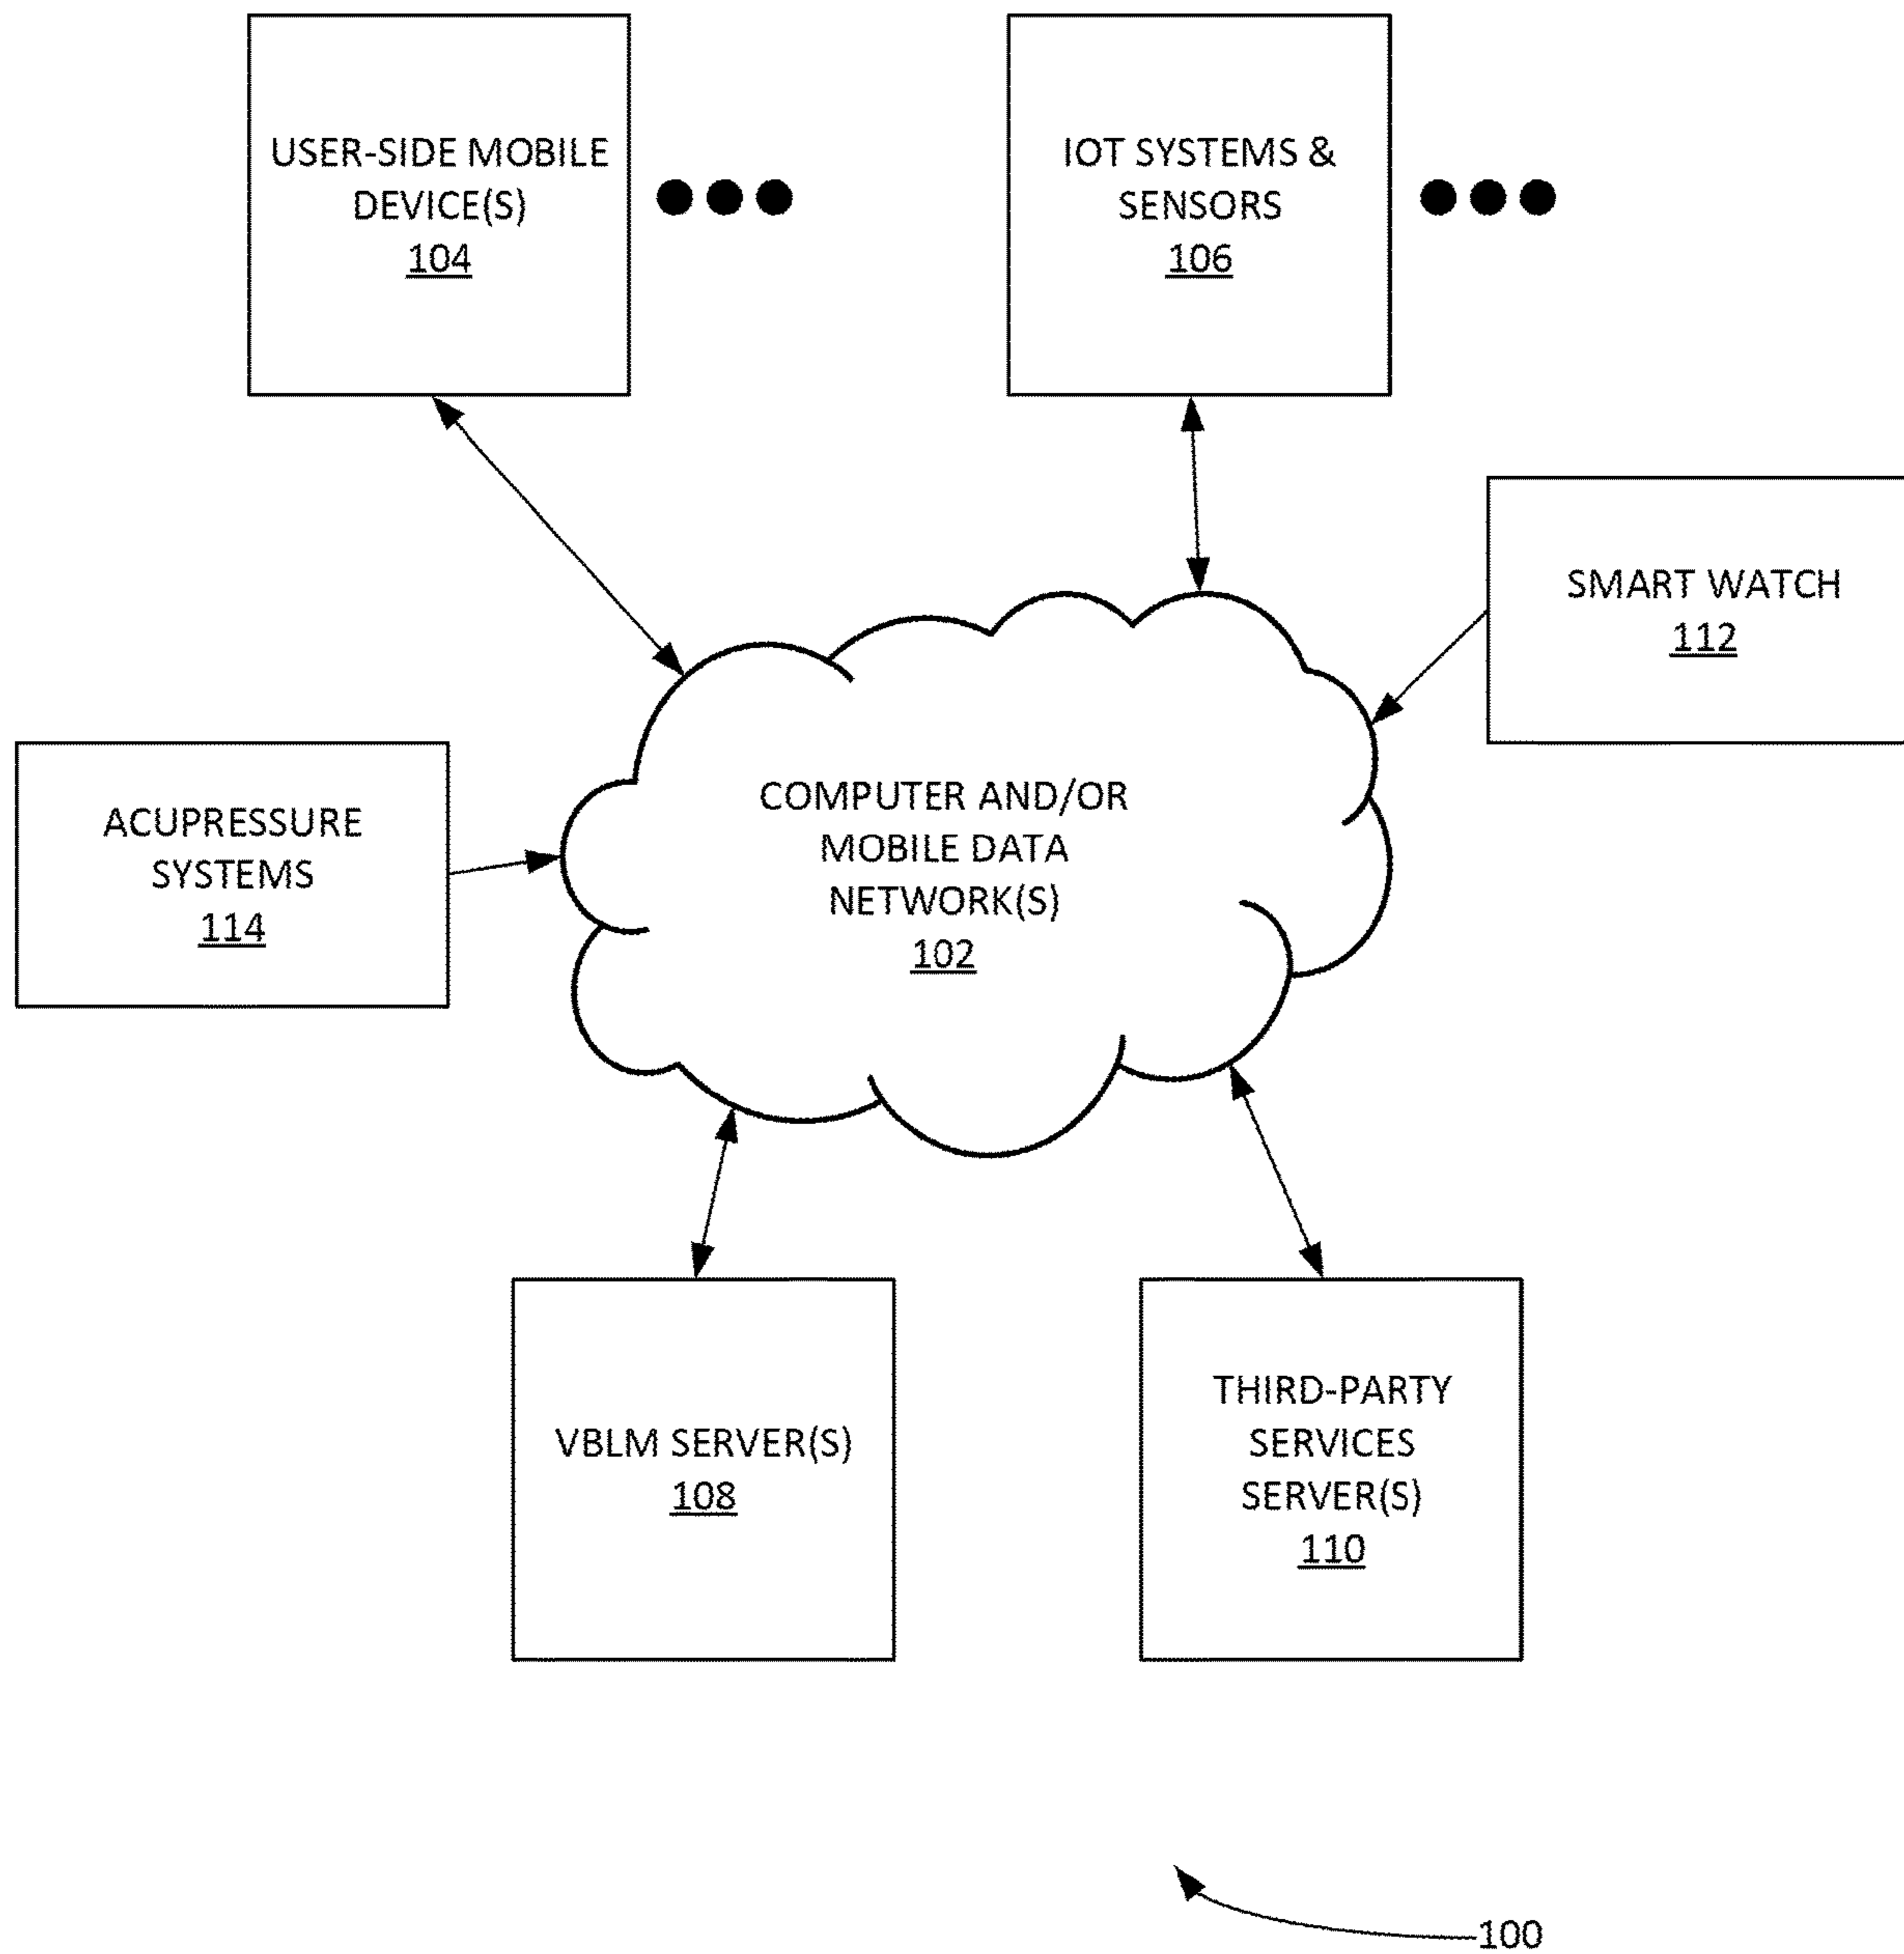 USER-SIDE MOBILE
DEVICE(S)
104
IOT SYSTEMS &
SENSORS
106
SMART WATCH
112
ACUPRESSURE
SYSTEMS
114
COMPUTER AND/OR
MOBILE DATA
NETWORK(S)
102
VBLM SERVER(S)
108
THIRD-PARTY
SERVICES
SERVER(S)
110
100